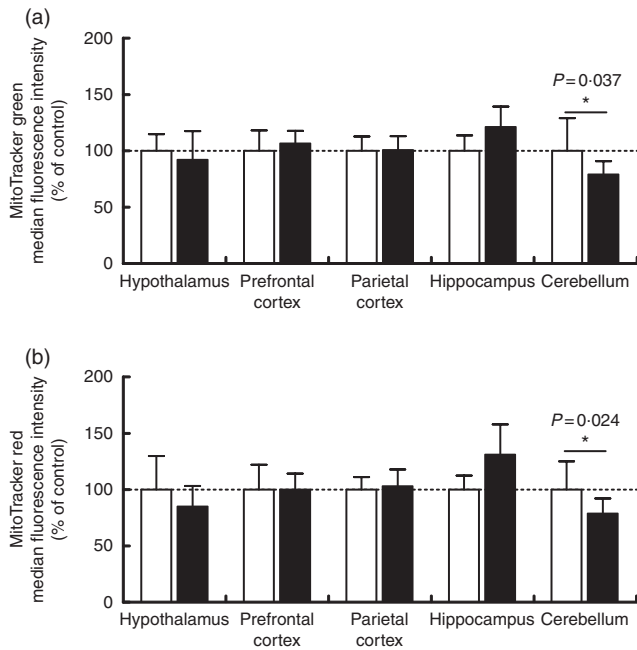 (a)
MitoTracker green
median fluorescence intensity
(% of control)
200
150
100
50
0
P=0·037
*
Hypothalamus
Prefrontal
cortex
Parietal
cortex
Hippocampus
Cerebellum
(b)
MitoTracker red
median fluorescence intensity
(% of control)
200
150
100
50
0
P=0·024
*
Hypothalamus
Prefrontal
cortex
Parietal
cortex
Hippocampus
Cerebellum